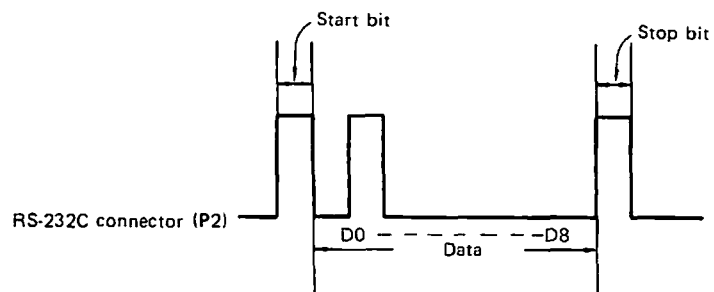 Start bit
Stop bit
RS-232C connector (P2)
D0 – – – – – – – –D8
Data